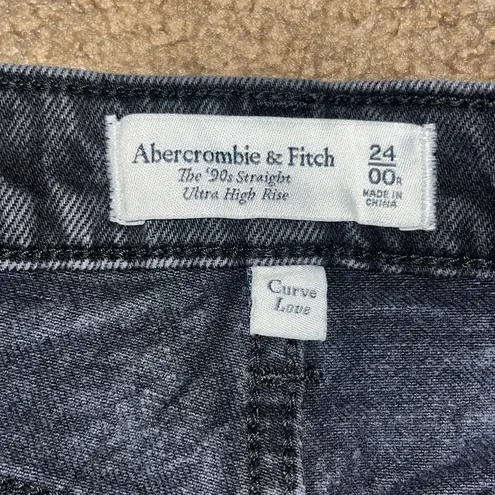 Abercrombie & Fitch
The '90s Straight
Ultra High Rise
24
00R
MADE IN
CHINA
Curve
Love